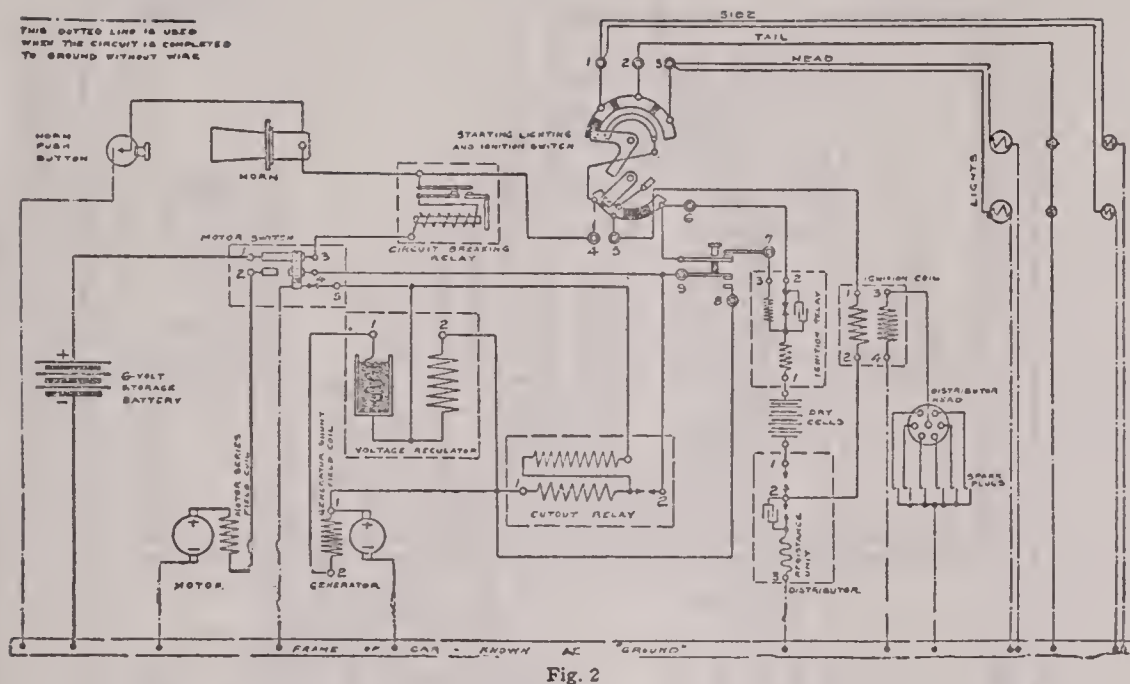 THIS DOTTED LINE IS USED
WHEN THE CIRCUIT IS COMPLETED
TO GROUND WITHOUT WIRE
SIDE
TAIL
HEAD
1 2 3
HORN
PUSH
BUTTON
HORN
STARTING LIGHTING
AND IGNITION SWITCH
LIGHTS
CIRCUIT BREAKING
RELAY
4 5 6
MOTOR SWITCH
1 3
2
5
9 7
8
3 2
1
IGNITION RELAY
IGNITION COIL
1 3
2 4
+
-
6-VOLT
STORAGE
BATTERY
1 2
VOLTAGE REGULATOR
DRY
CELLS
DISTRIBUTOR
HEAD
SPARK
PLUGS
MOTOR SERIES
FIELD COIL
GENERATOR SHUNT
FIELD COIL
1 2
CUTOUT RELAY
1
2
3
RESISTANCE
UNIT
DISTRIBUTOR
+
-
MOTOR
1
2
+
-
GENERATOR
FRAME OF CAR - KNOWN AS "GROUND"
Fig. 2